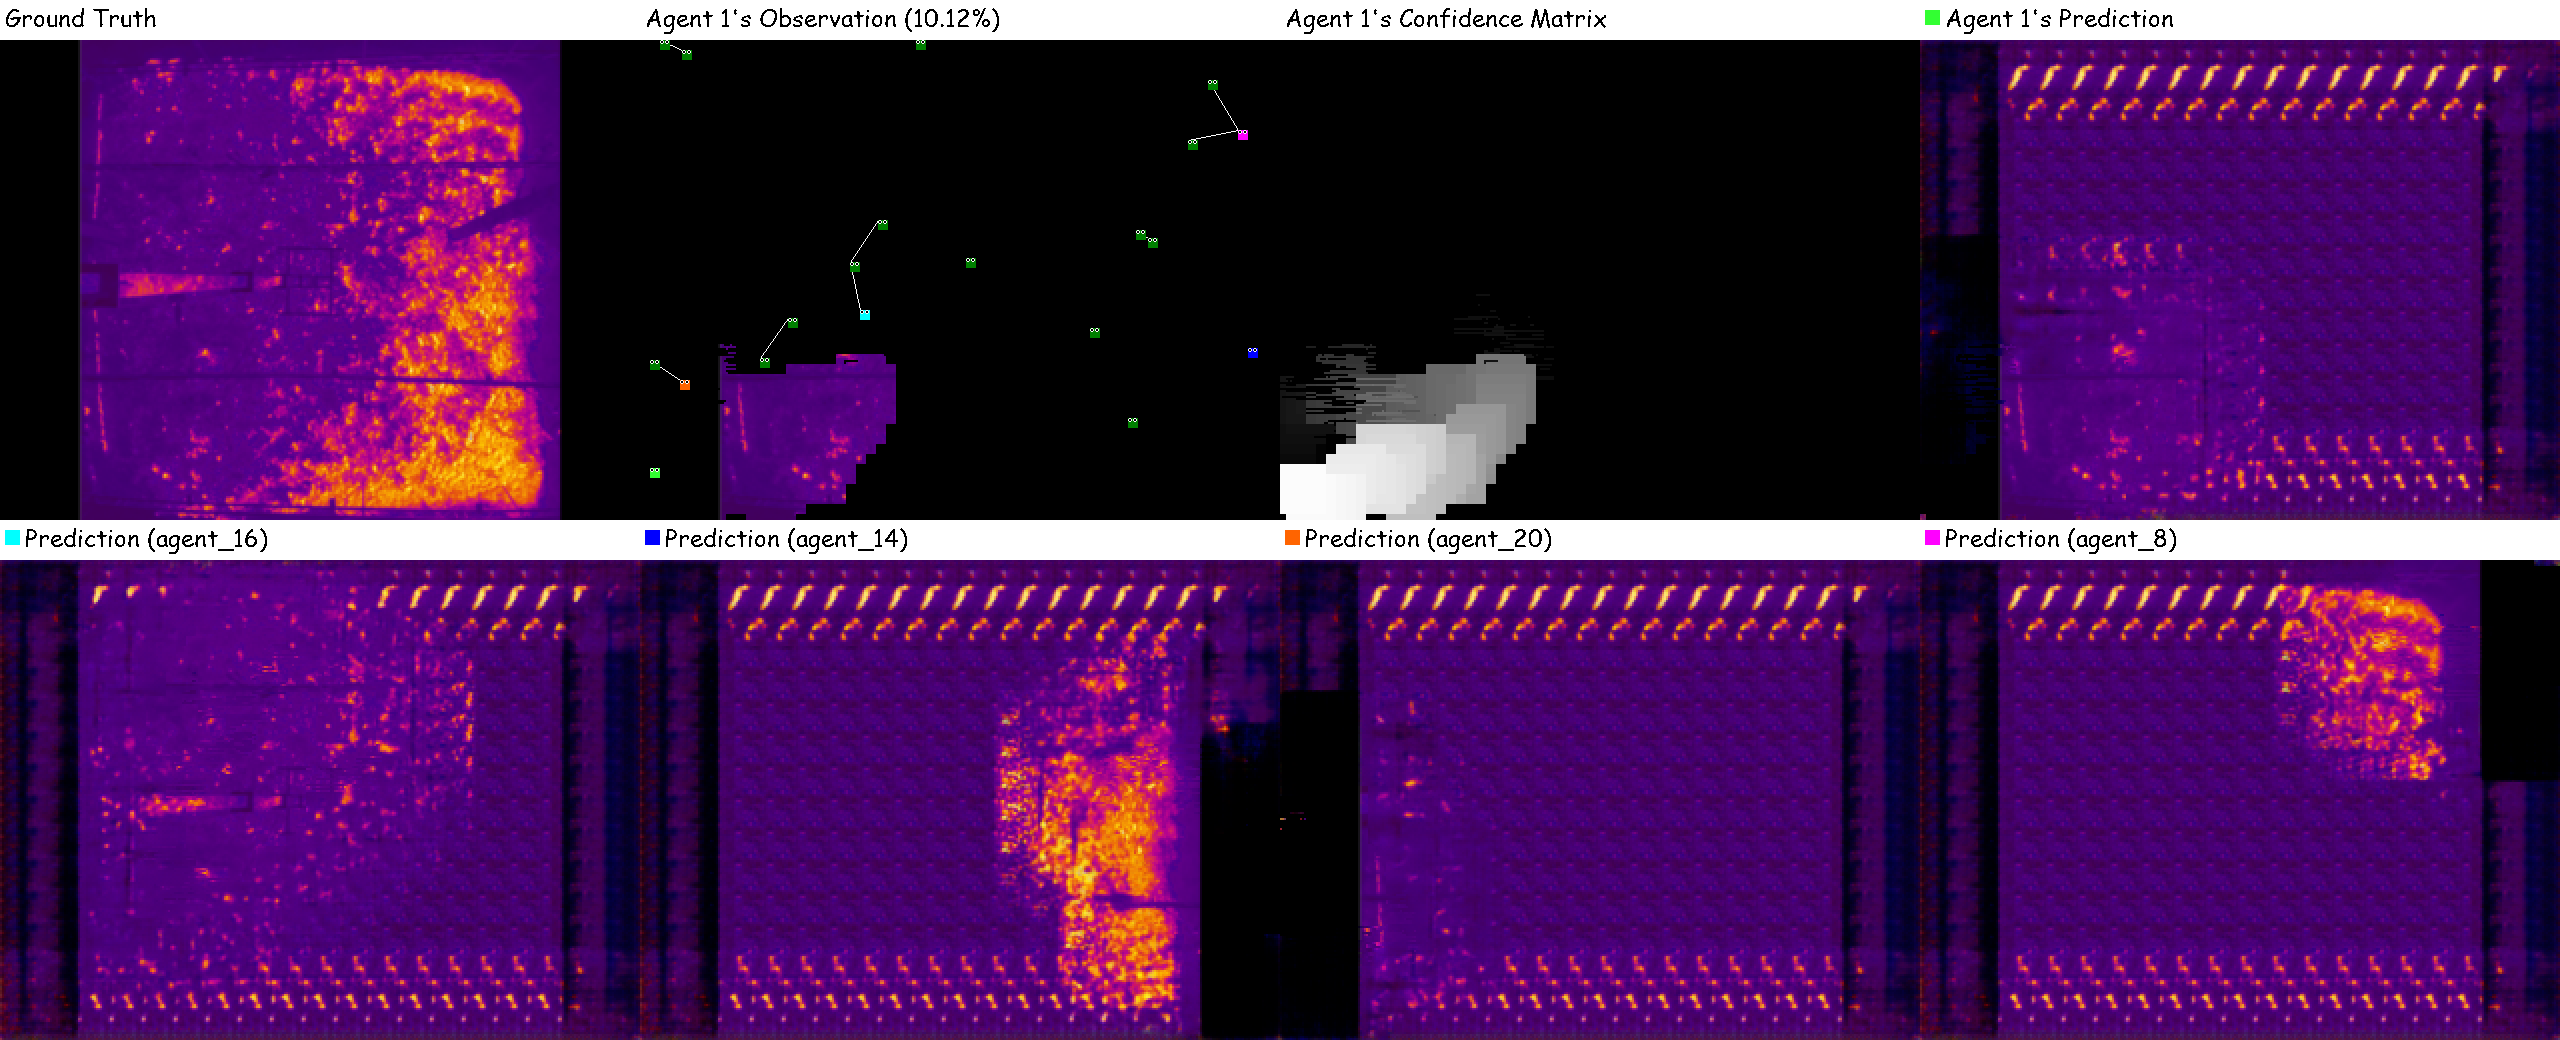 Ground Truth
Agent 1's Observation (10.12%)
Agent 1's Confidence Matrix
Agent 1's Prediction
Prediction (agent_16)
Prediction (agent_14)
Prediction (agent_20)
Prediction (agent_8)